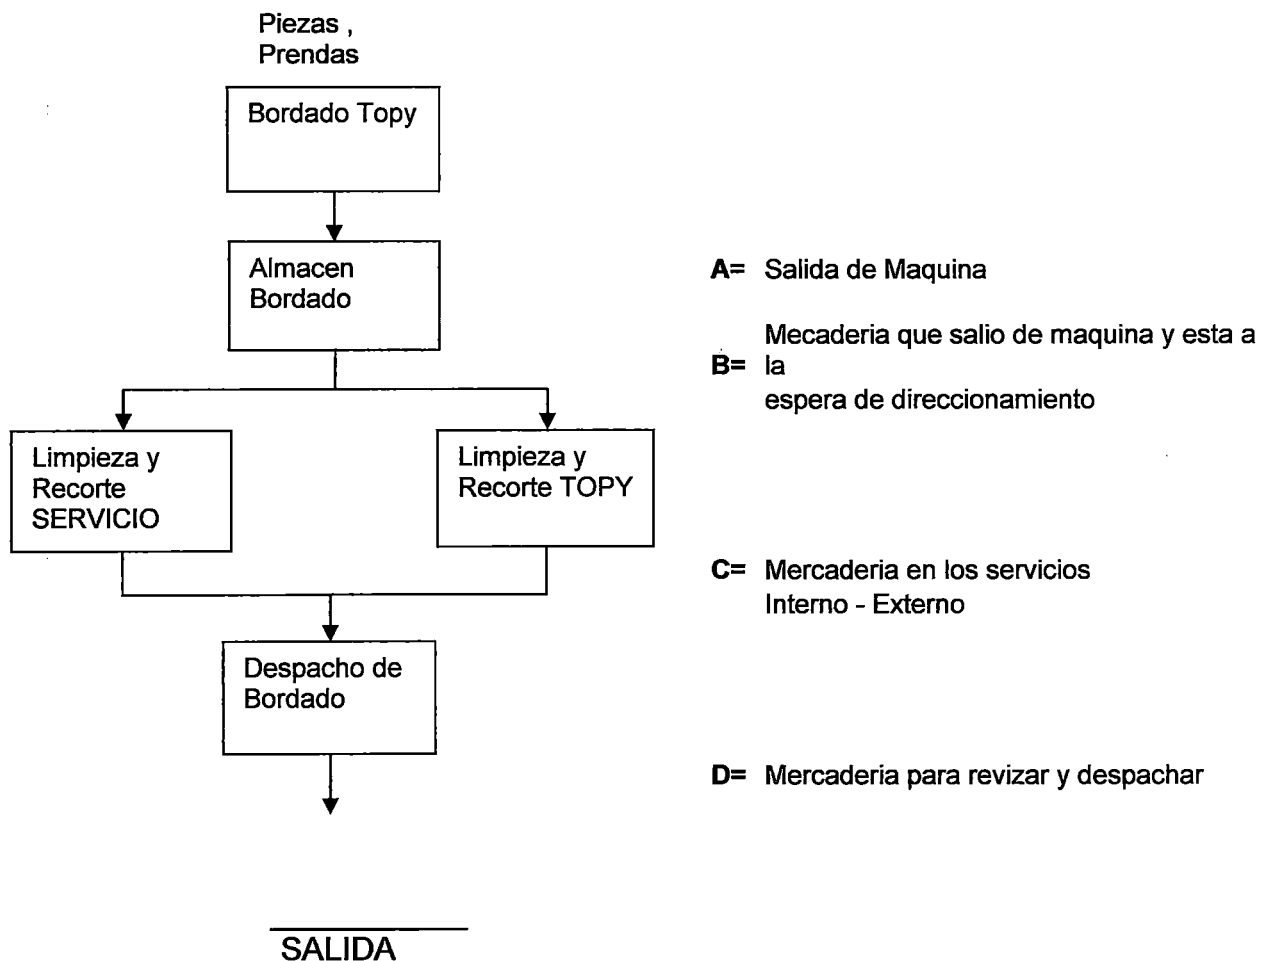 Piezas ,
Prendas
Bordado Topy
Almacen
Bordado
A= Salida de Maquina
Mecaderia que salio de maquina y esta a
B= la
espera de direccionamiento
Limpieza y
Recorte
SERVICIO
Limpieza y
Recorte TOPY
C= Mercaderia en los servicios
Interno - Externo
Despacho de
Bordado
D= Mercaderia para revizar y despachar
SALIDA